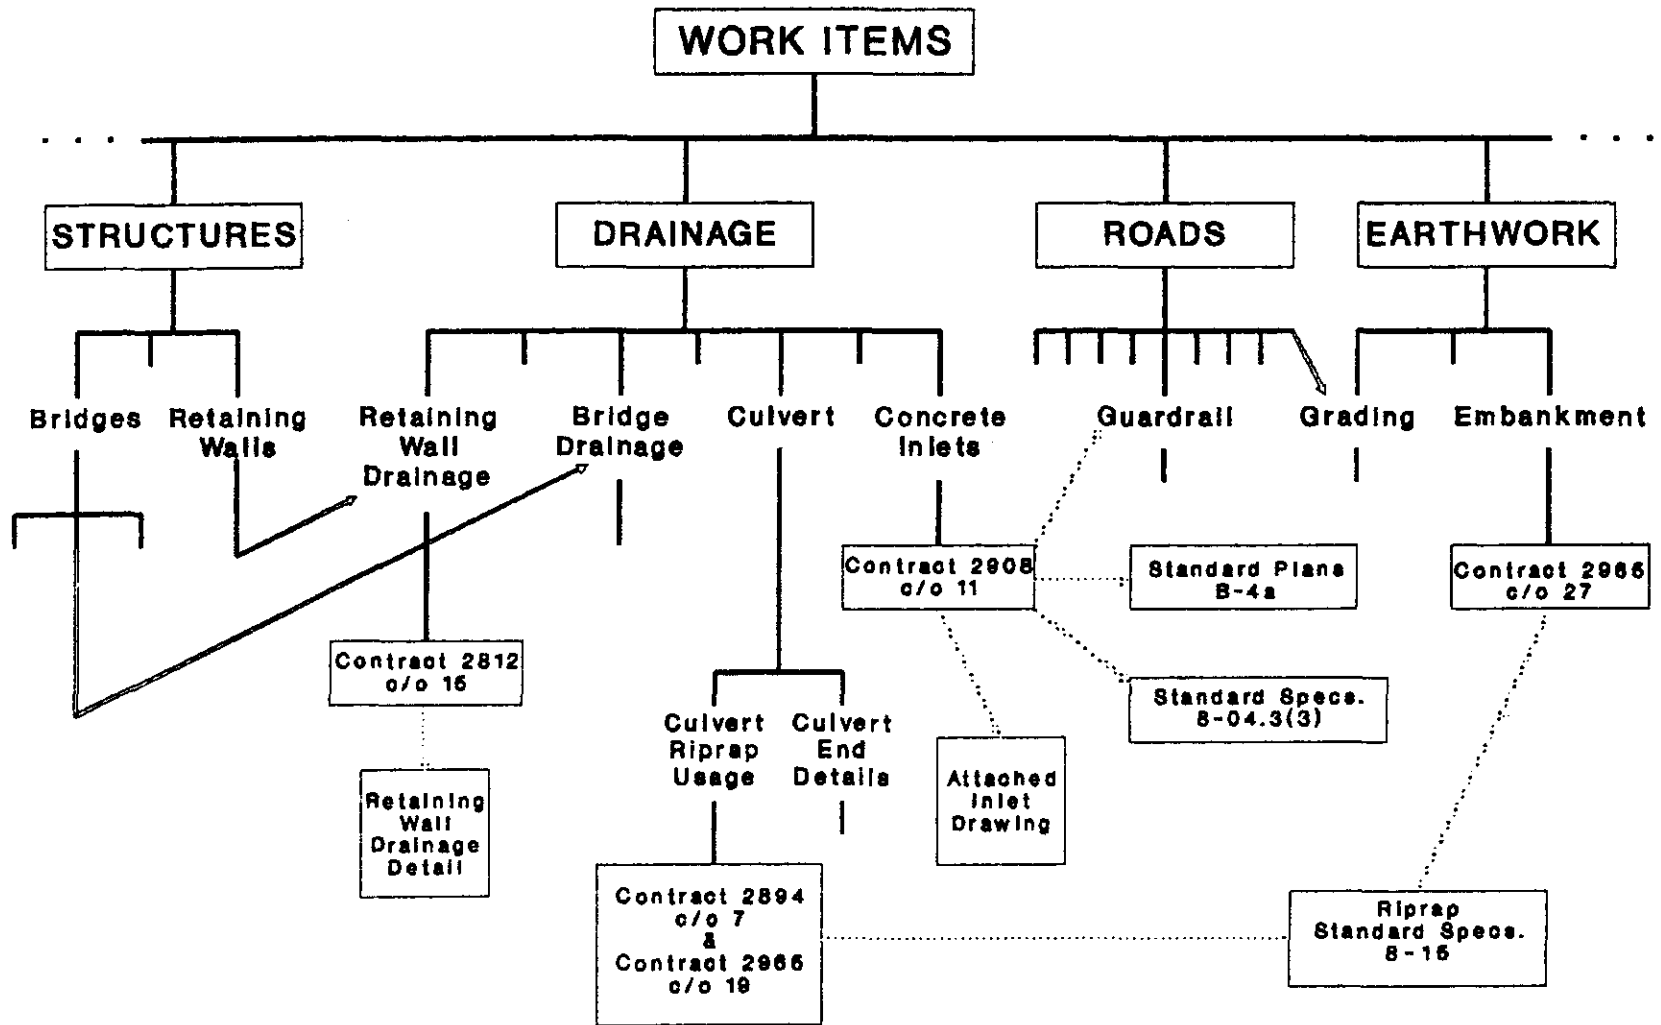 WORK ITEMS
STRUCTURES
DRAINAGE
ROADS
EARTHWORK
Bridges
Retaining
Walls
Retaining
Wall
Drainage
Bridge
Drainage
Culvert
Concrete
Inlets
Guardrail
Grading
Embankment
Contract 2908
c/o 11
Standard Plans
B-4a
Contract 2966
c/o 27
Contract 2812
c/o 15
Standard Specs.
8-04.3(3)
Culvert
Riprap
Usage
Culvert
End
Details
Attached
Inlet
Drawing
Retaining
Wall
Drainage
Detail
Contract 2894
c/o 7
&
Contract 2966
c/o 19
Riprap
Standard Specs.
8-15